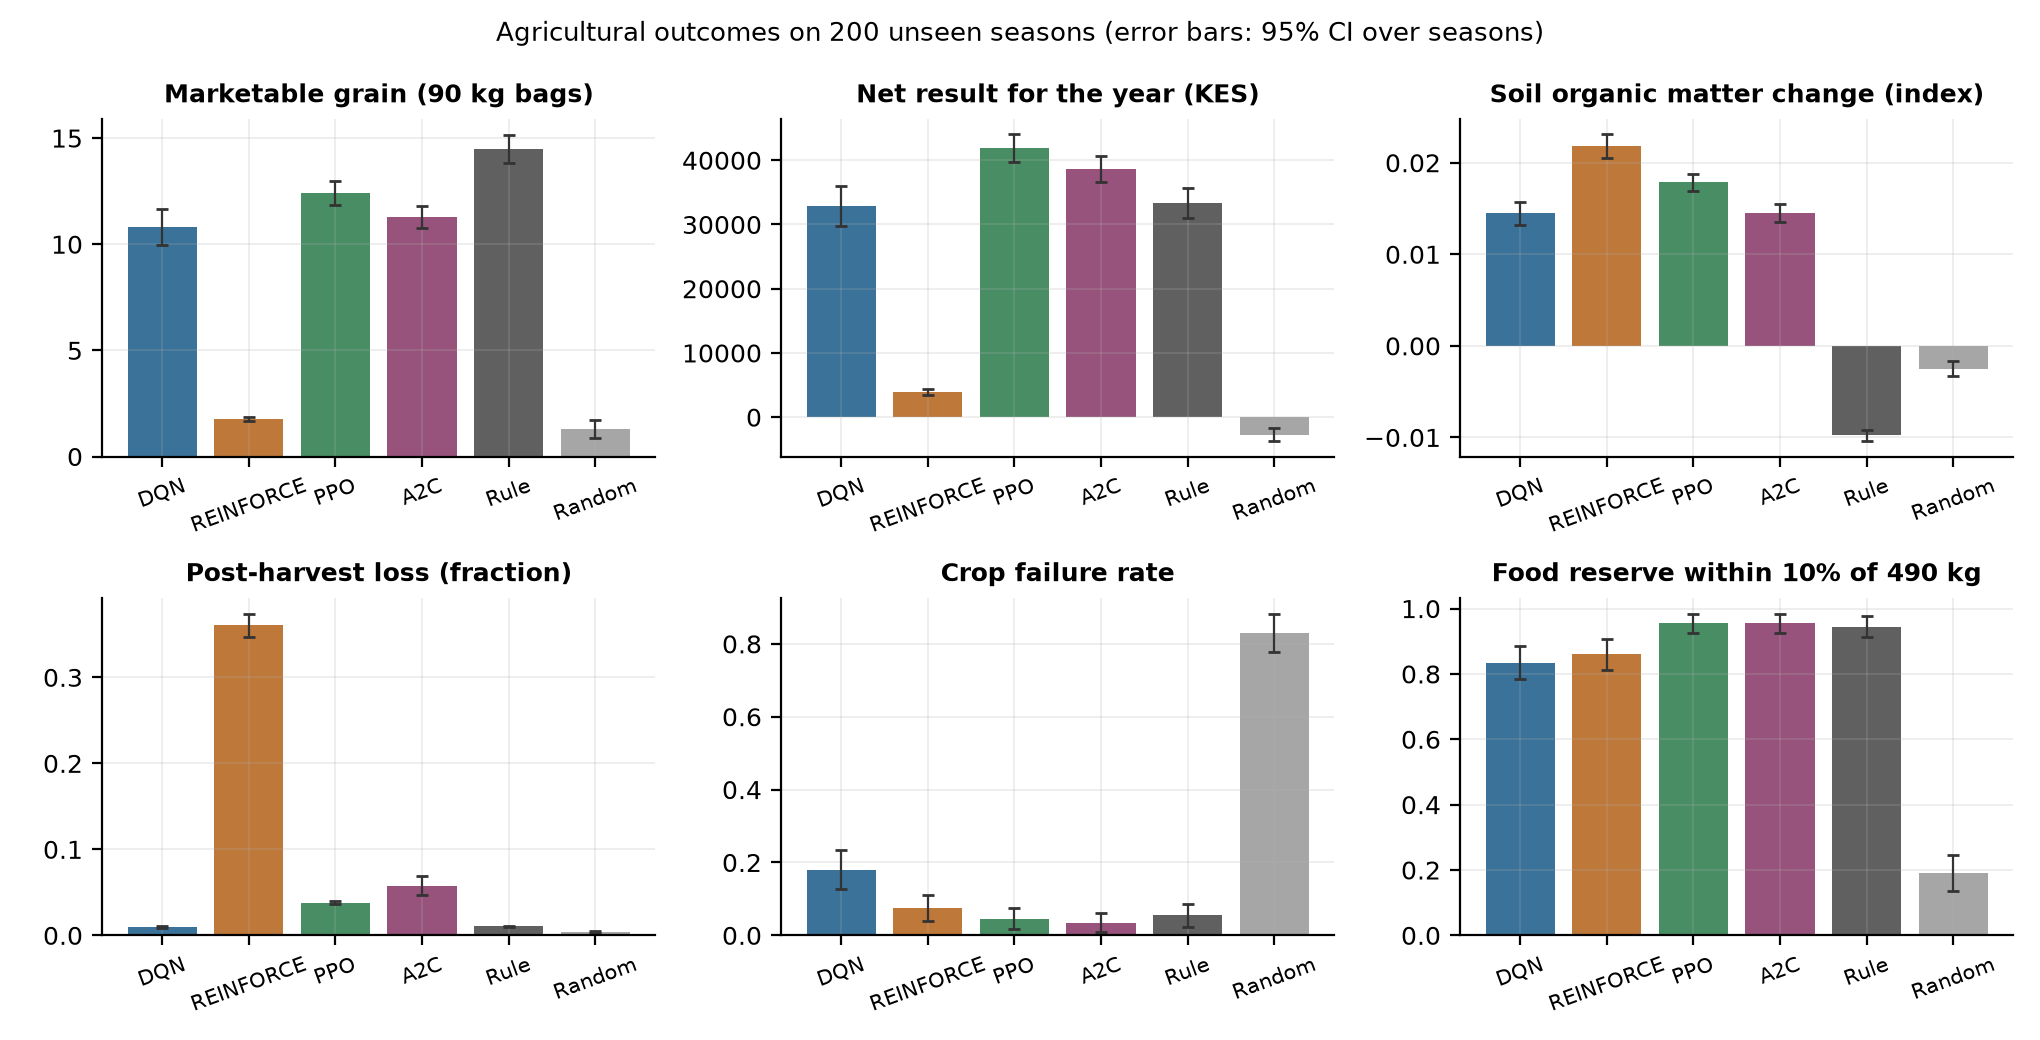 Agricultural outcomes on 200 unseen seasons (error bars: 95% CI over seasons)
Marketable grain (90 kg bags)
15
10
5
0
DQN
REINFORCE
PPO
A2C
Rule
Random
Net result for the year (KES)
40000
30000
20000
10000
0
DQN
REINFORCE
PPO
A2C
Rule
Random
Soil organic matter change (index)
0.02
0.01
0.00
−0.01
DQN
REINFORCE
PPO
A2C
Rule
Random
Post-harvest loss (fraction)
0.3
0.2
0.1
0.0
DQN
REINFORCE
PPO
A2C
Rule
Random
Crop failure rate
0.8
0.6
0.4
0.2
0.0
DQN
REINFORCE
PPO
A2C
Rule
Random
Food reserve within 10% of 490 kg
1.0
0.8
0.6
0.4
0.2
0.0
DQN
REINFORCE
PPO
A2C
Rule
Random